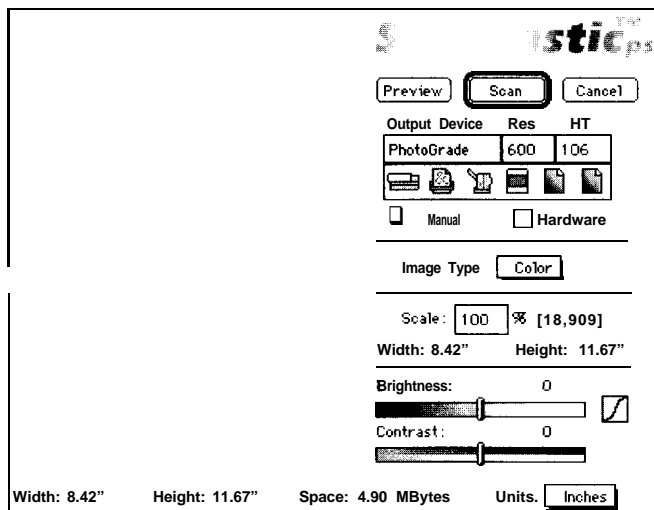 Preview Scan Cancel
Output Device Res HT
PhotoGrade 600 106
Manual Hardware
Image Type Color
Scale: 100 % [18,909]
Width: 8.42” Height: 11.67”
Brightness: 0
Contrast: 0
Width: 8.42” Height: 11.67” Space: 4.90 MBytes Units. Inches